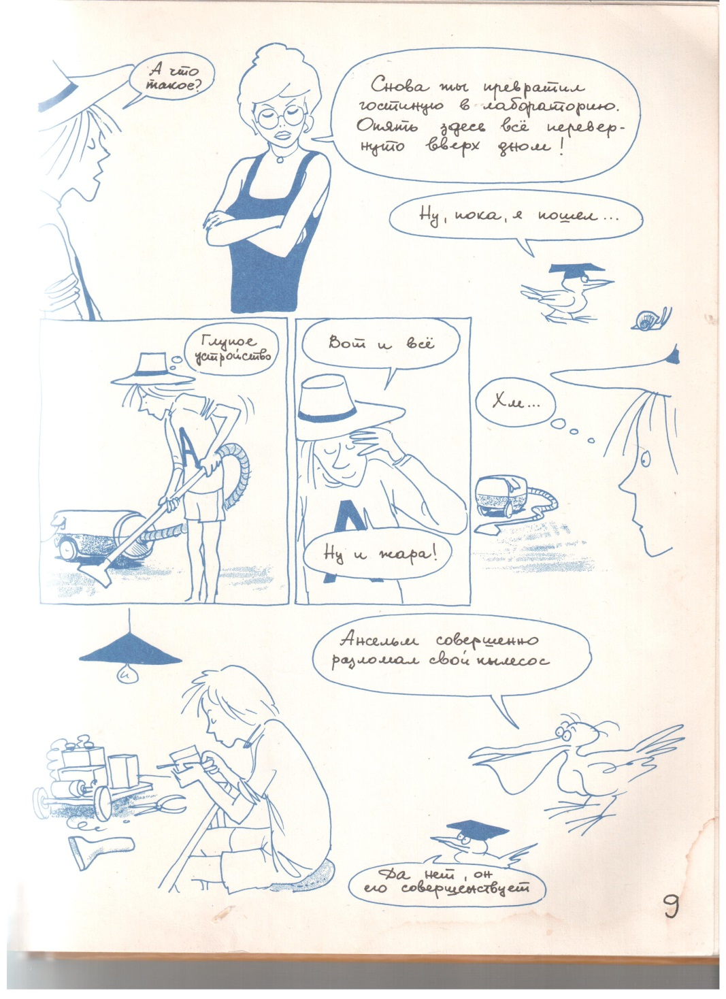 А что
такое?
Снова ты превратил
гостиную в лабораторию.
Опять здесь всё перевер-
нуто вверх дном!
Ну, пока, я пошел...
Глупое
устройство
Вот и всё
Хм...
Ну и жара!
Ансельм совершенно
разломал свой пылесос
Да нет, он
его совершенствует
9